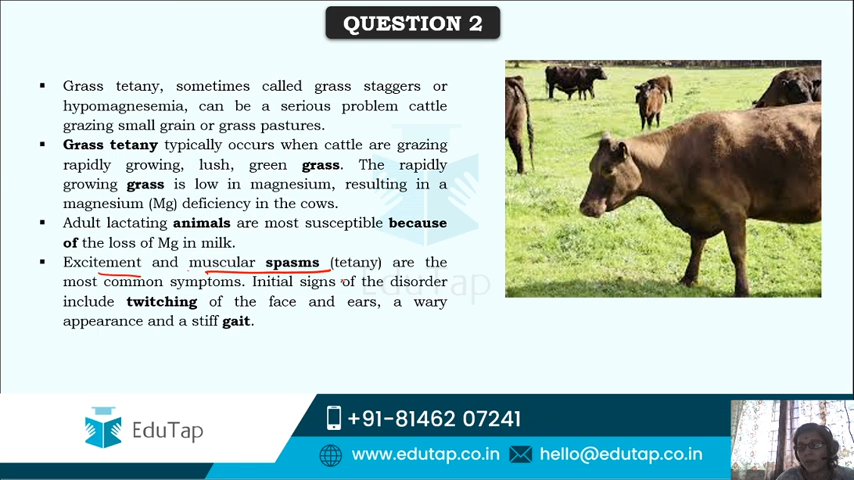 QUESTION 2
▪ Grass tetany, sometimes called grass staggers or
hypomagnesemia, can be a serious problem cattle
grazing small grain or grass pastures.
▪ Grass tetany typically occurs when cattle are grazing
rapidly growing, lush, green grass. The rapidly
growing grass is low in magnesium, resulting in a
magnesium (Mg) deficiency in the cows.
▪ Adult lactating animals are most susceptible because
of the loss of Mg in milk.
▪ Excitement and muscular spasms (tetany) are the
most common symptoms. Initial signs of the disorder
include twitching of the face and ears, a wary
appearance and a stiff gait.
EduTap
EduTap
+91-81462 07241
www.edutap.co.in hello@edutap.co.in